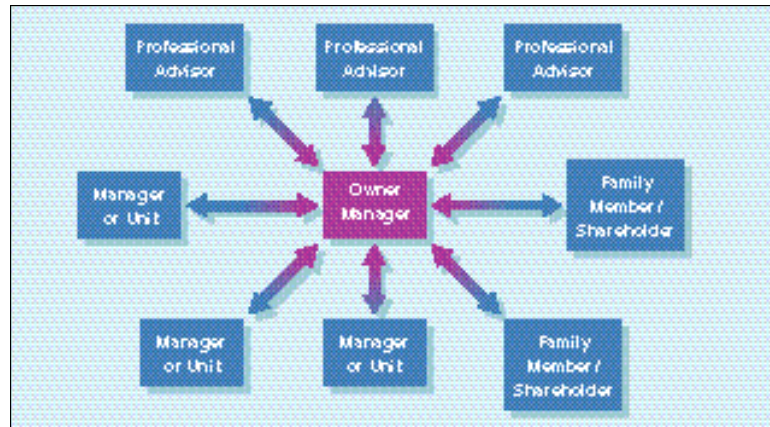 Professional
Advisor
Professional
Advisor
Professional
Advisor
Manager
or Unit
Owner
Manager
Family
Member/
Shareholder
Manager
or Unit
Manager
or Unit
Family
Member/
Shareholder